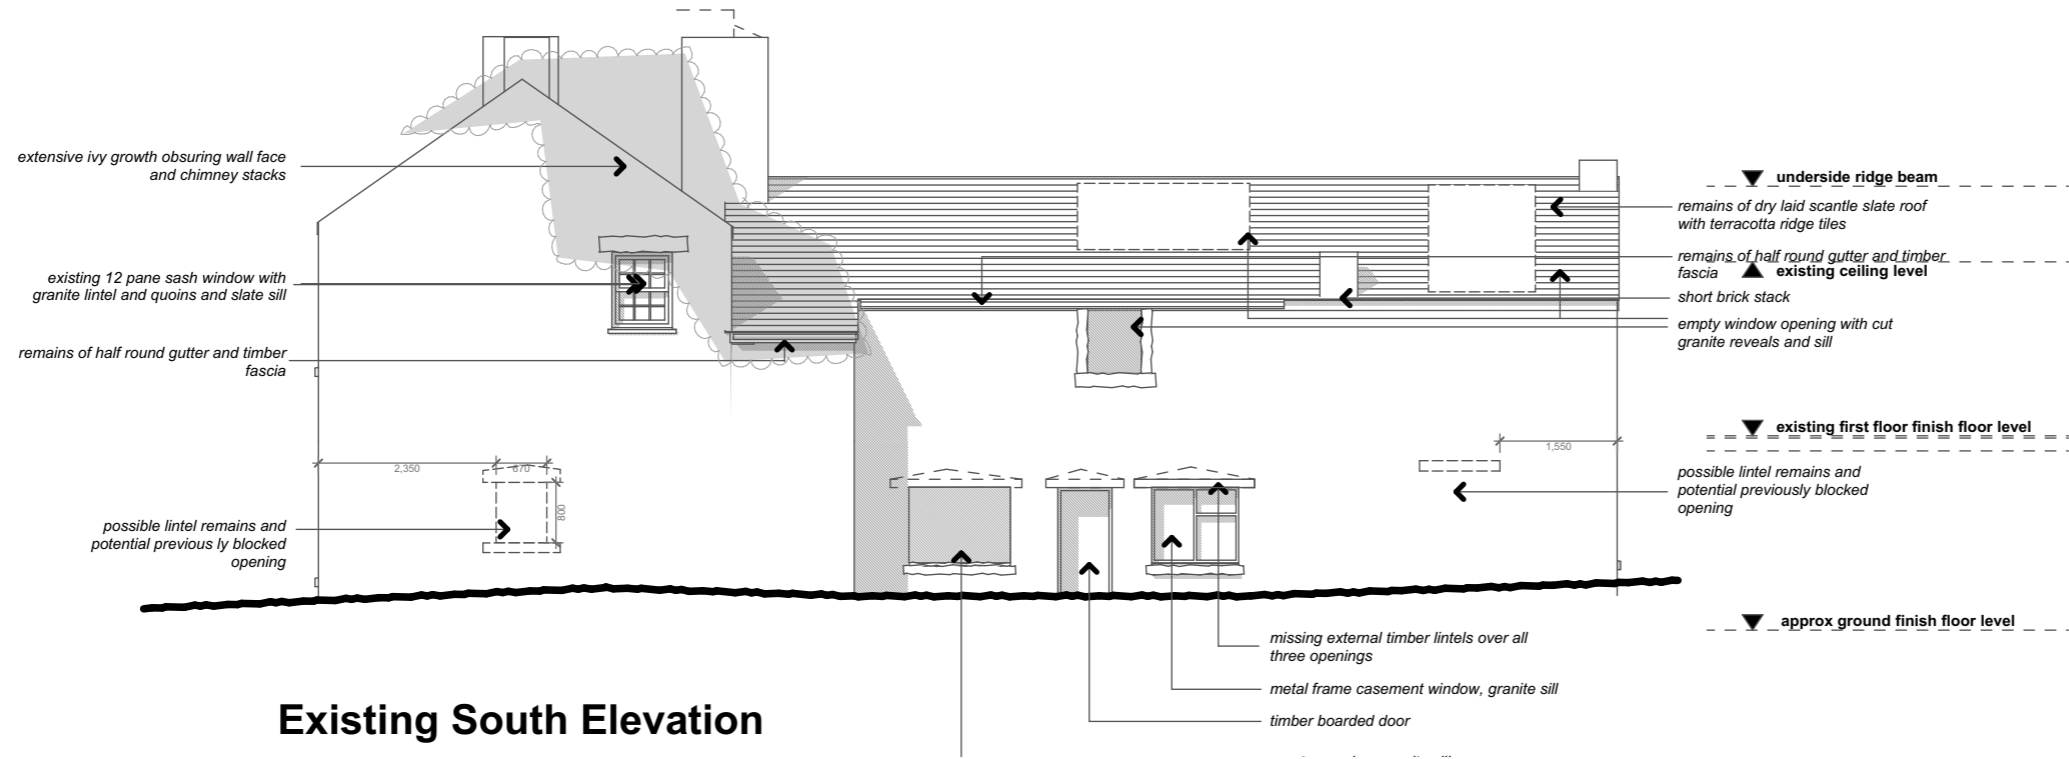 extensive ivy growth obsuring wall face
and chimney stacks
existing 12 pane sash window with
granite lintel and quoins and slate sill
remains of half round gutter and timber
fascia
2,350
670
800
possible lintel remains and
potential previous ly blocked
opening
underside ridge beam
remains of dry laid scantle slate roof
with terracotta ridge tiles
remains of half round gutter and timber
fascia
existing ceiling level
short brick stack
empty window opening with cut
granite reveals and sill
existing first floor finish floor level
1,550
possible lintel remains and
potential previously blocked
opening
approx ground finish floor level
missing external timber lintels over all
three openings
metal frame casement window, granite sill
timber boarded door
Existing South Elevation